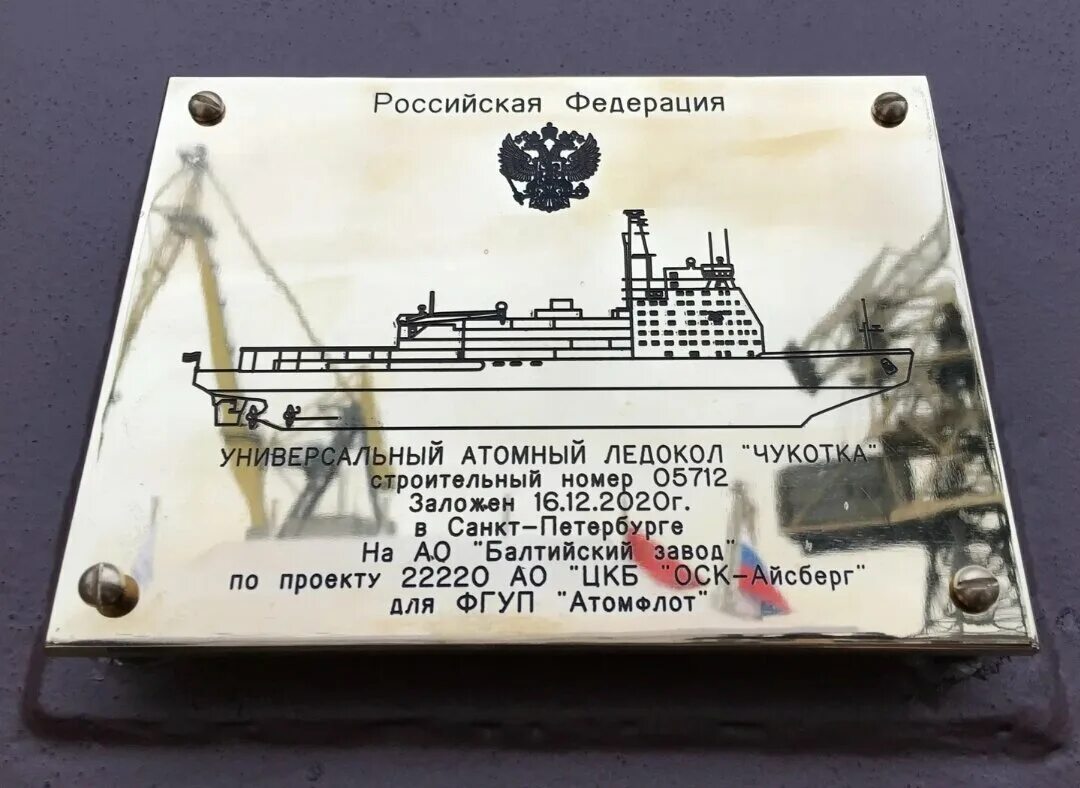 Российская Федерация
УНИВЕРСАЛЬНЫЙ АТОМНЫЙ ЛЕДОКОЛ "ЧУКОТКА"
строительный номер 05712
Заложен 16.12.2020г.
в Санкт-Петербурге
На АО "Балтийский завод"
по проекту 22220 АО "ЦКБ "ОСК-Айсберг"
для ФГУП "Атомфлот"